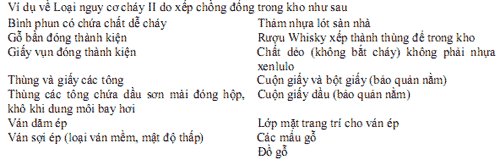 Ví dụ về Loại nguy cơ cháy II do xếp chồng đống trong kho như sau
Bình phun có chứa chất dễ cháy Thảm nhựa lót sàn nhà
Gỗ bần đóng thành kiện Rượu Whisky xếp thành thùng để trong kho
Giấy vụn đóng thành kiện Chất dẻo (không bắt cháy) không phải nhựa
xenlulo
Thùng và giấy các tông Cuộn giấy và bột giấy (bảo quản nằm)
Thùng các tông chứa dầu sơn mài đóng hộp, Cuộn giấy dầu (bảo quản nằm)
khô khi dung môi bay hơi
Ván dăm ép Lớp mặt trang trí cho ván ép
Ván sợi ép (loại ván mềm, mật độ thấp) Các mẩu gỗ
Đồ gỗ